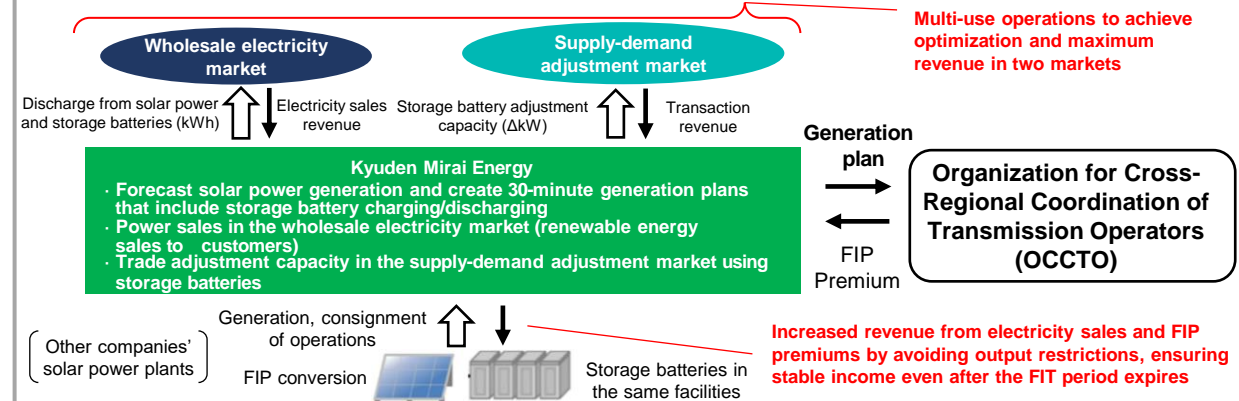 Multi-use operations to achieve
optimization and maximum
revenue in two markets
Wholesale electricity
market
Supply-demand
adjustment market
Discharge from solar power
and storage batteries (kWh)
Electricity sales
revenue
Storage battery adjustment
capacity (ΔkW)
Transaction
revenue
Kyuden Mirai Energy
· Forecast solar power generation and create 30-minute generation plans
that include storage battery charging/discharging
· Power sales in the wholesale electricity market (renewable energy
sales to customers)
· Trade adjustment capacity in the supply-demand adjustment market using
storage batteries
Generation
plan
FIP
Premium
Organization for Cross-
Regional Coordination of
Transmission Operators
(OCCTO)
Generation, consignment
of operations
Other companies'
solar power plants
FIP conversion
Storage batteries in
the same facilities
Increased revenue from electricity sales and FIP
premiums by avoiding output restrictions, ensuring
stable income even after the FIT period expires